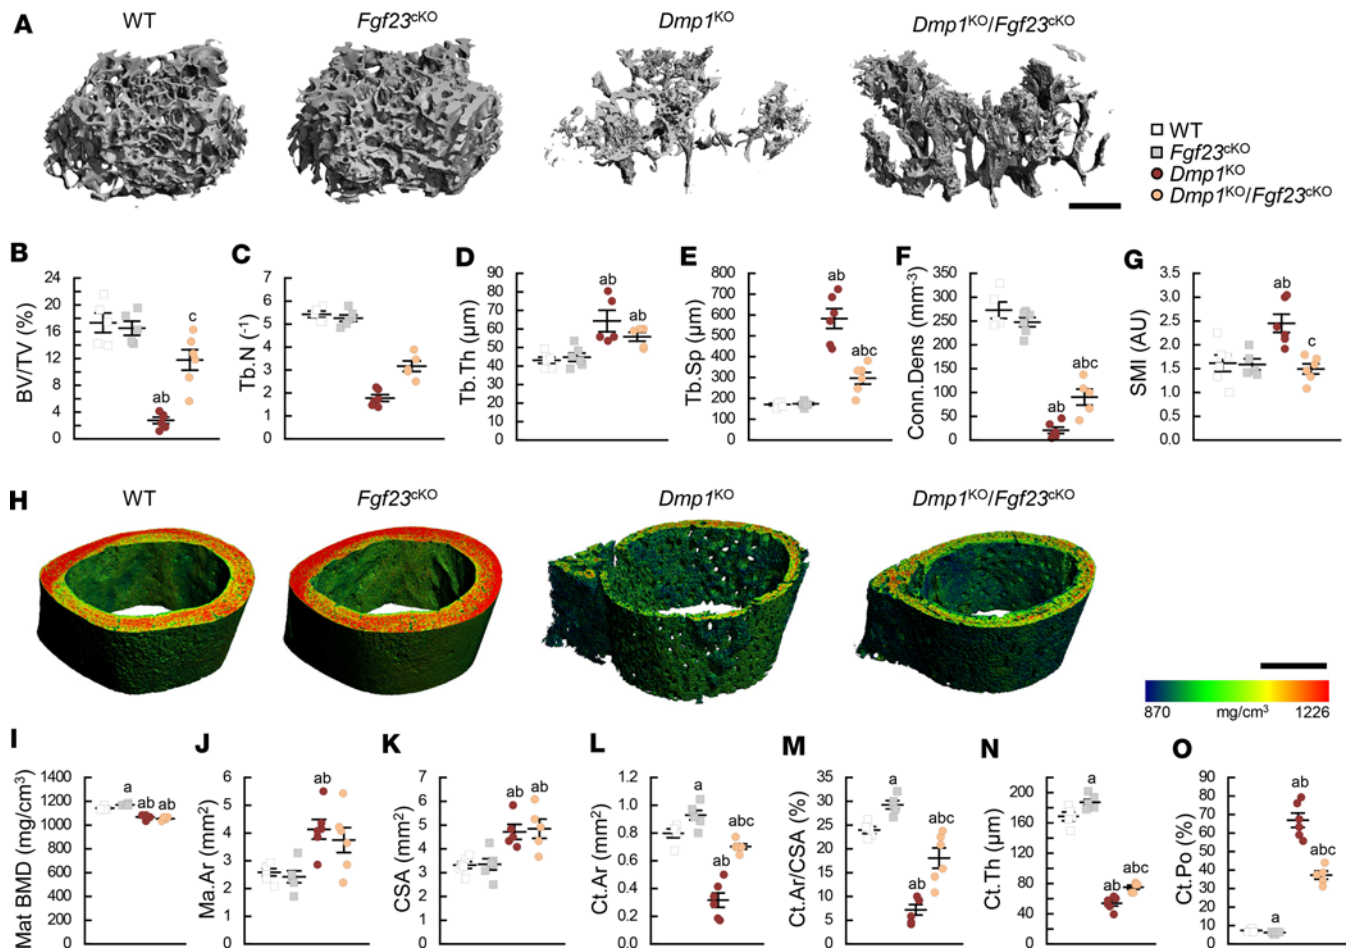 A
WT
Fgf23cKO
Dmp1KO
Dmp1KO/Fgf23cKO
WT
Fgf23cKO
Dmp1KO
Dmp1KO/Fgf23cKO
B
BV/TV (%)
24
20
16
12
8
4
0
ab
c
C
Tb.N (-1)
7
6
5
4
3
2
1
0
D
Tb.Th (µm)
90
80
70
60
50
40
30
20
10
0
ab
ab
E
Tb.Sp (µm)
800
700
600
500
400
300
200
100
0
ab
abc
F
Conn.Dens (mm-3)
350
300
250
200
150
100
50
0
ab
abc
G
SMI (AU)
3.5
3.0
2.5
2.0
1.5
1.0
0.5
0.0
ab
c
H
WT
Fgf23cKO
Dmp1KO
Dmp1KO/Fgf23cKO
870
mg/cm3
1226
I
Mat BMD (mg/cm3)
1400
1200
1000
800
600
400
200
0
a
ab
ab
J
Ma.Ar (mm2)
6
5
4
3
2
1
0
ab
K
CSA (mm2)
7
6
5
4
3
2
1
0
ab
ab
L
Ct.Ar (mm2)
1.2
1.0
0.8
0.6
0.4
0.2
0.0
a
ab
abc
M
Ct.Ar/CSA (%)
35
30
25
20
15
10
5
0
a
ab
abc
N
Ct.Th (µm)
200
160
120
80
40
0
a
ab
abc
O
Ct.Po (%)
90
80
70
60
50
40
30
20
10
0
a
ab
abc